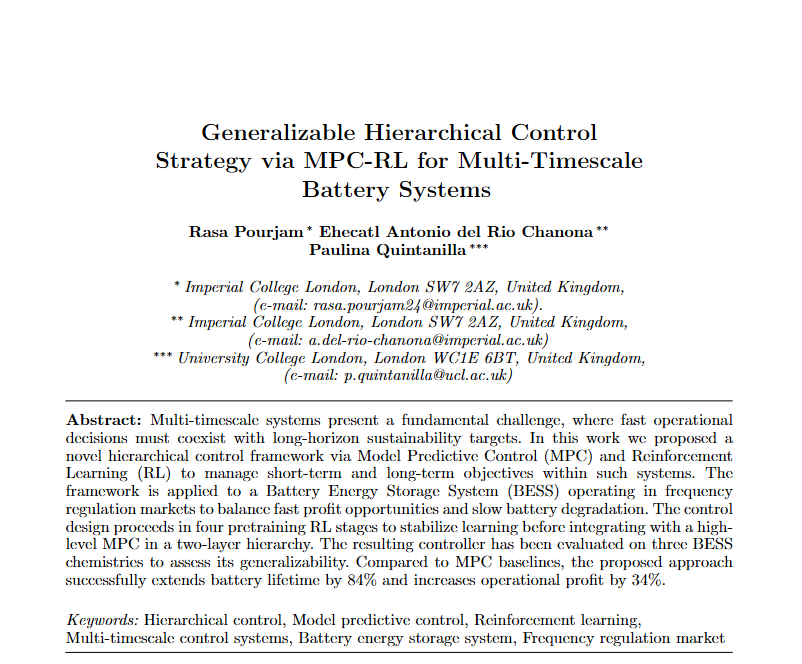 Generalizable Hierarchical Control
Strategy via MPC-RL for Multi-Timescale
Battery Systems
Rasa Pourjam * Ehecatl Antonio del Rio Chanona **
Paulina Quintanilla ***
* Imperial College London, London SW7 2AZ, United Kingdom,
(e-mail: rasa.pourjam24@imperial.ac.uk).
** Imperial College London, London SW7 2AZ, United Kingdom,
(e-mail: a.del-rio-chanona@imperial.ac.uk)
*** University College London, London WC1E 6BT, United Kingdom,
(e-mail: p.quintanilla@ucl.ac.uk)
Abstract: Multi-timescale systems present a fundamental challenge, where fast operational
decisions must coexist with long-horizon sustainability targets. In this work we proposed a
novel hierarchical control framework via Model Predictive Control (MPC) and Reinforcement
Learning (RL) to manage short-term and long-term objectives within such systems. The
framework is applied to a Battery Energy Storage System (BESS) operating in frequency
regulation markets to balance fast profit opportunities and slow battery degradation. The control
design proceeds in four pretraining RL stages to stabilize learning before integrating with a high-
level MPC in a two-layer hierarchy. The resulting controller has been evaluated on three BESS
chemistries to assess its generalizability. Compared to MPC baselines, the proposed approach
successfully extends battery lifetime by 84% and increases operational profit by 34%.
Keywords: Hierarchical control, Model predictive control, Reinforcement learning,
Multi-timescale control systems, Battery energy storage system, Frequency regulation market